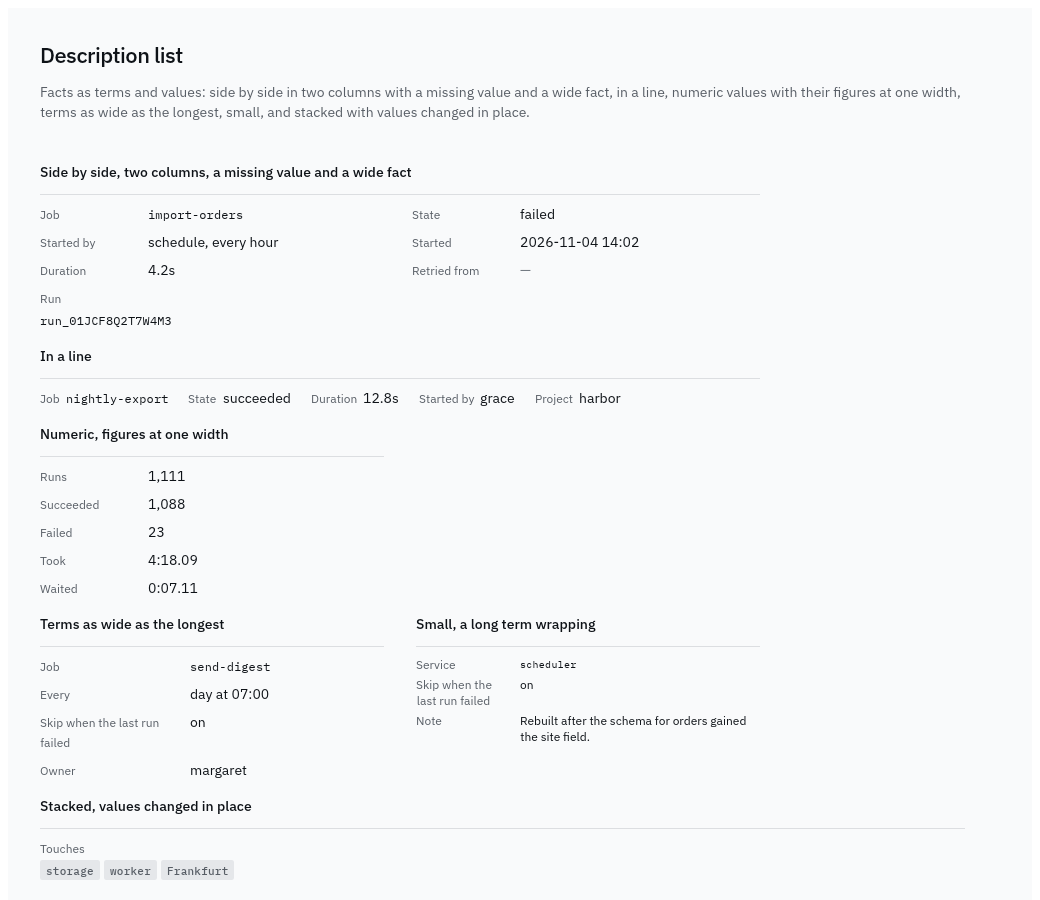 Description list
Facts as terms and values: side by side in two columns with a missing value and a wide fact, in a line, numeric values with their figures at one width,
terms as wide as the longest, small, and stacked with values changed in place.
Side by side, two columns, a missing value and a wide fact
Job import-orders State failed
Started by schedule, every hour Started 2026-11-04 14:02
Duration 4.2s Retried from —
Run
run_01JCF8Q2T7W4M3
In a line
Job nightly-export State succeeded Duration 12.8s Started by grace Project harbor
Numeric, figures at one width
Runs 1,111
Succeeded 1,088
Failed 23
Took 4:18.09
Waited 0:07.11
Terms as wide as the longest
Job send-digest
Every day at 07:00
Skip when the last run on
failed
Owner margaret
Small, a long term wrapping
Service scheduler
Skip when the on
last run failed
Note Rebuilt after the schema for orders gained
the site field.
Stacked, values changed in place
Touches
storage worker Frankfurt